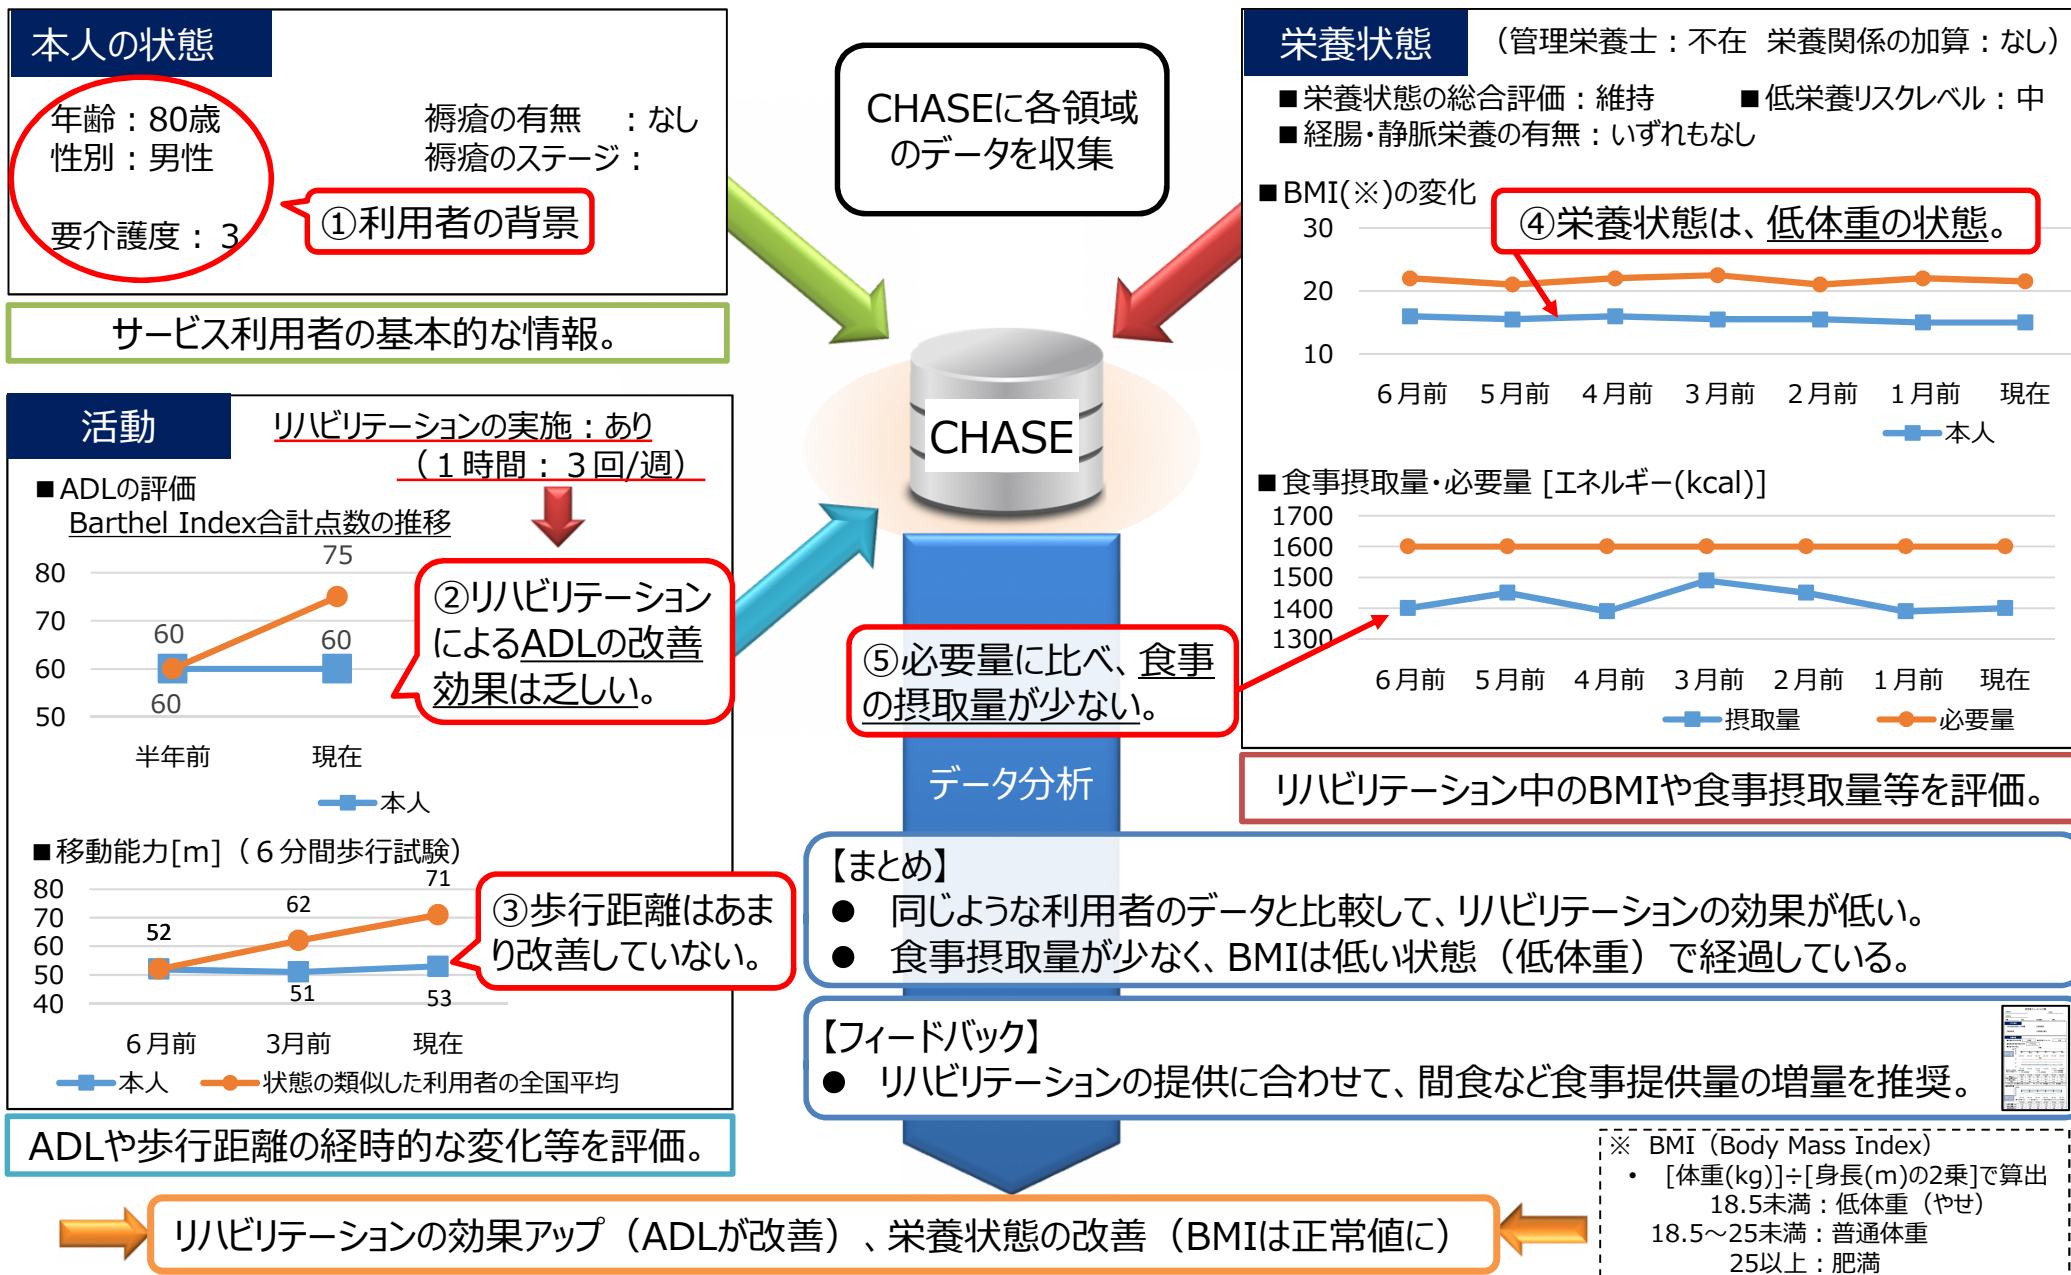 本人の状態
年齢：80歳
性別：男性
要介護度：３
褥瘡の有無　：なし
褥瘡のステージ：
①利用者の背景
サービス利用者の基本的な情報。
CHASEに各領域
のデータを収集
CHASE
栄養状態
（管理栄養士：不在 栄養関係の加算：なし）
■栄養状態の総合評価：維持
■低栄養リスクレベル：中
■経腸・静脈栄養の有無：いずれもなし
■BMI(※)の変化
④栄養状態は、低体重の状態。
30
20
10
６月前 ５月前 ４月前 ３月前 ２月前 １月前 現在
本人
■食事摂取量・必要量 [エネルギー(kcal)]
1700
1600
1500
1400
1300
６月前 ５月前 ４月前 ３月前 ２月前 １月前 現在
摂取量 必要量
⑤必要量に比べ、食事
の摂取量が少ない。
リハビリテーション中のBMIや食事摂取量等を評価。
活動
リハビリテーションの実施：あり
（１時間：３回/週）
■ADLの評価
Barthel Index合計点数の推移
80
70
60
50
60
60
75
60
半年前 現在
本人
②リハビリテーション
によるADLの改善
効果は乏しい。
■移動能力[m]（６分間歩行試験）
80
70
60
50
40
52
62
71
51
53
６月前 3月前 現在
本人 状態の類似した利用者の全国平均
③歩行距離はあま
り改善していない。
ADLや歩行距離の経時的な変化等を評価。
データ分析
【まとめ】
● 同じような利用者のデータと比較して、リハビリテーションの効果が低い。
● 食事摂取量が少なく、BMIは低い状態（低体重）で経過している。
【フィードバック】
● リハビリテーションの提供に合わせて、間食など食事提供量の増量を推奨。
リハビリテーションの効果アップ（ADLが改善）、栄養状態の改善（BMIは正常値に）
※ BMI（Body Mass Index）
・ [体重(kg)]÷[身長(m)の2乗]で算出
18.5未満：低体重（やせ）
18.5～25未満：普通体重
25以上：肥満